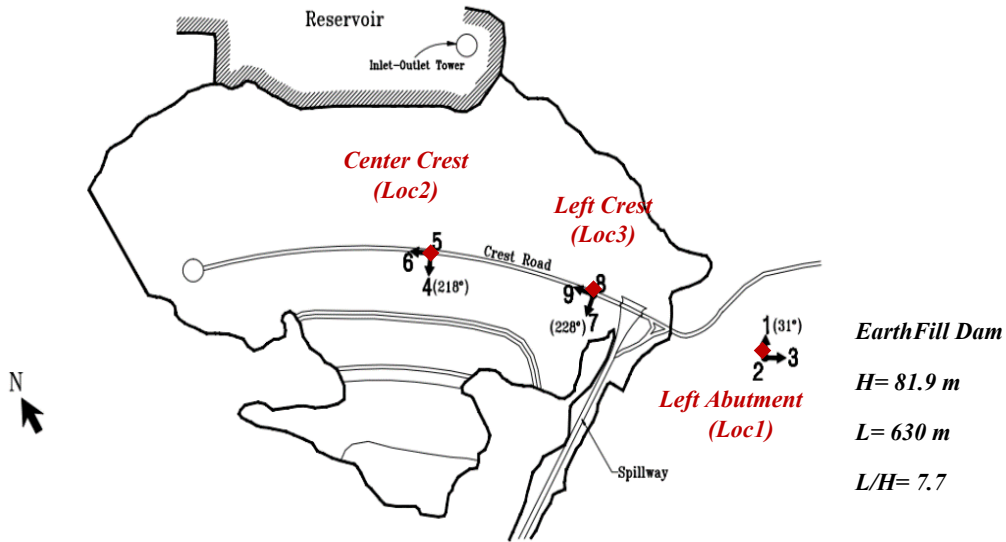 Reservoir
Inlet-Outlet Tower
Center Crest
(Loc2)
Left Crest
(Loc3)
5
Crest Road
6
4(218°)
8
9
7
(228°)
1(31°)
2
3
EarthFill Dam
H= 81.9 m
L= 630 m
L/H= 7.7
N
Left Abutment
(Loc1)
Spillway